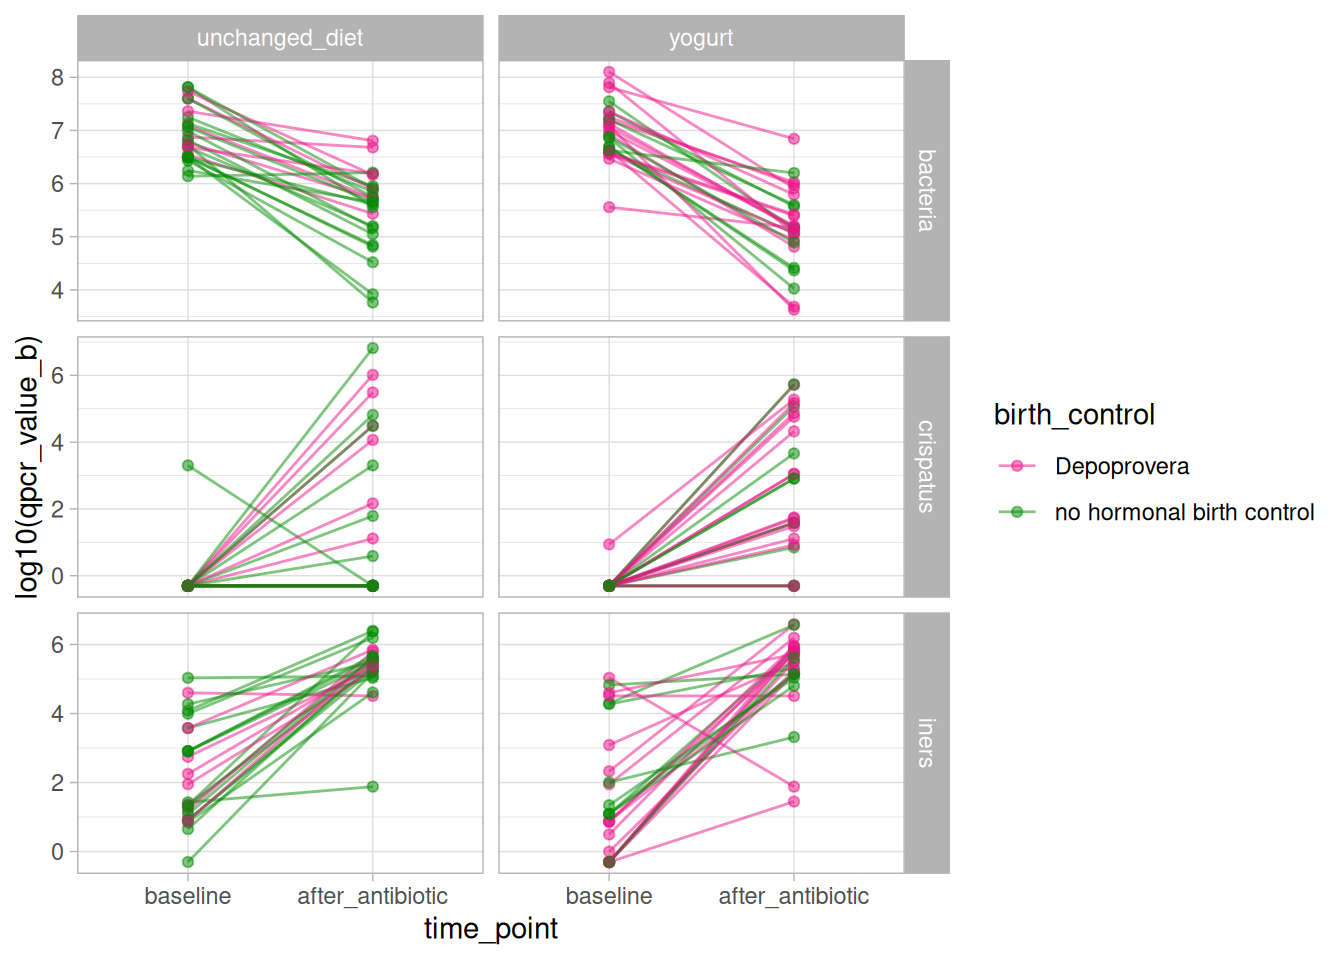 unchanged_diet
yogurt
8
7
6
5
4
bacteria
6
4
2
0
crispatus
6
4
2
0
iners
baseline
after_antibiotic
baseline
after_antibiotic
time_point
log10(qpcr_value_b)
birth_control
Depoprovera
no hormonal birth control